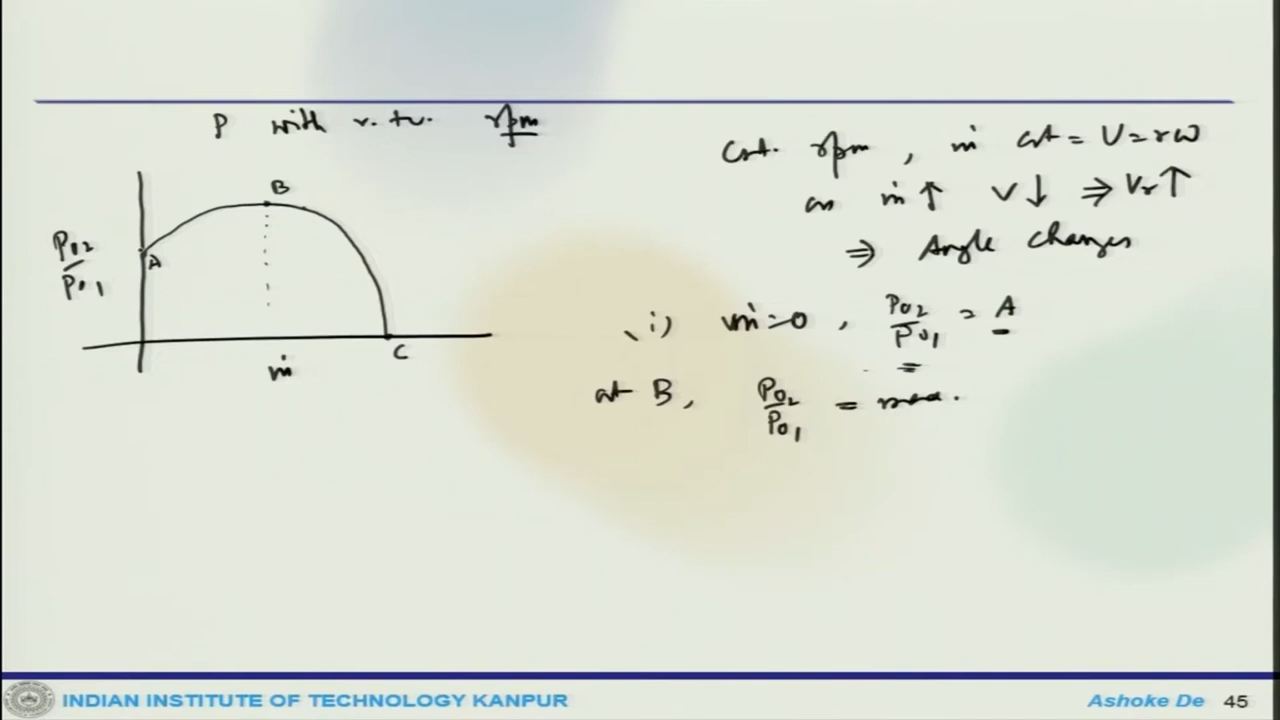 P with r.tv. rpm
B
P02/P01
A
C
ṁ
Cst. rpm, ṁ cst = U = rω
as ṁ ↑ V ↓ ⇒ Vr ↑
⇒ Angle changes
i) ṁ = 0, P02/P01 = A
at B, P02/P01 = max.
INDIAN INSTITUTE OF TECHNOLOGY KANPUR
Ashoke De 45